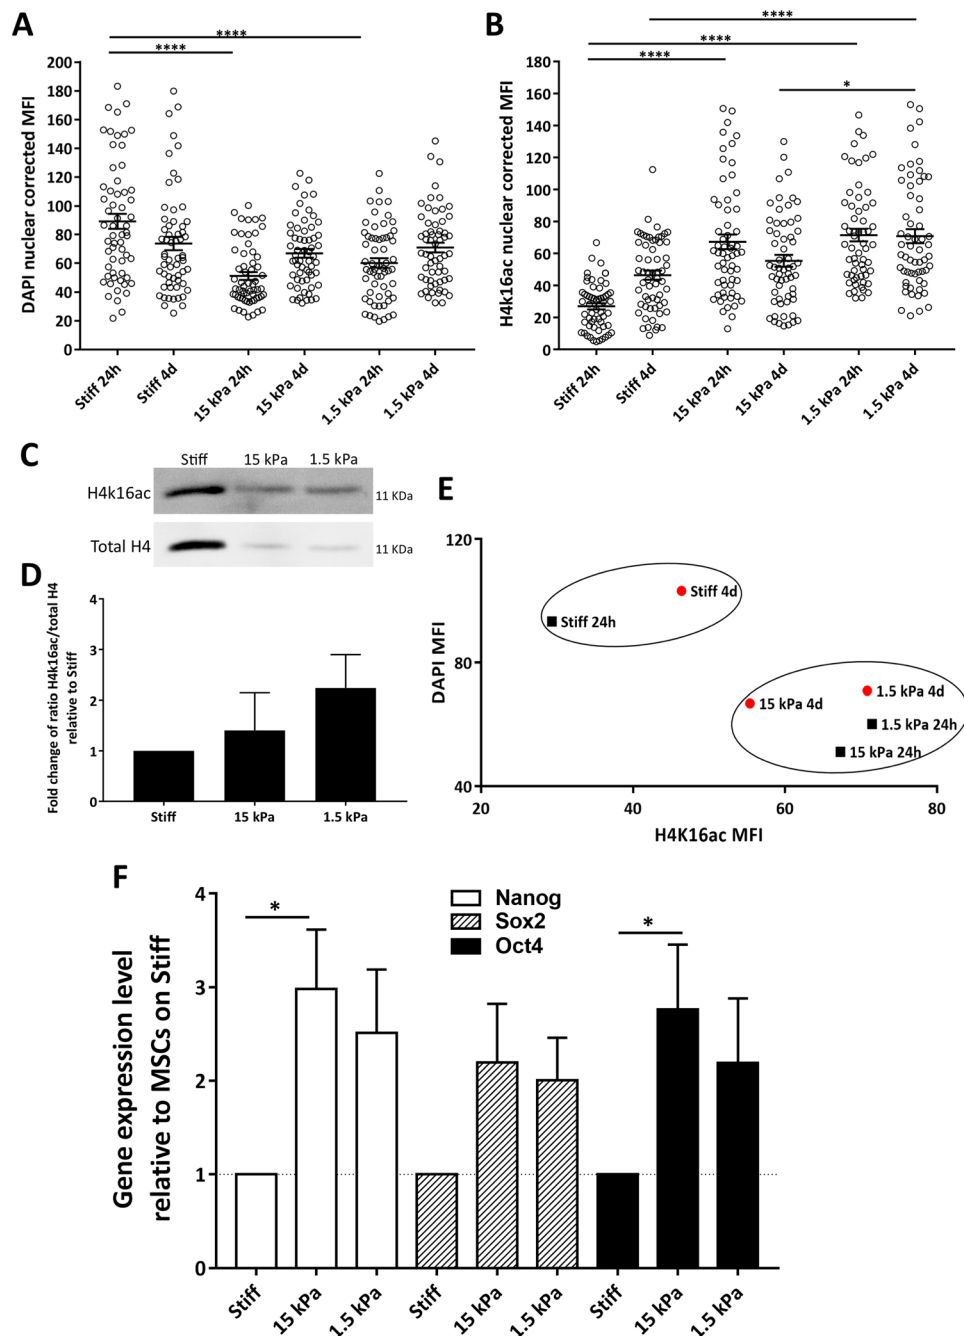 A
****
****
DAPI nuclear corrected MFI
200
180
160
140
120
100
80
60
40
20
0
Stiff 24h
Stiff 4d
15 kPa 24h
15 kPa 4d
1.5 kPa 24h
1.5 kPa 4d
B
****
****
****
*
H4k16ac nuclear corrected MFI
180
160
140
120
100
80
60
40
20
0
Stiff 24h
Stiff 4d
15 kPa 24h
15 kPa 4d
1.5 kPa 24h
1.5 kPa 4d
C
Stiff 15 kPa 1.5 kPa
H4k16ac 11 KDa
Total H4 11 KDa
D
Fold change of ratio H4k16ac/total H4
relative to Stiff
4
3
2
1
0
Stiff 15 kPa 1.5 kPa
E
DAPI MFI
120
80
40
Stiff 4d
Stiff 24h
1.5 kPa 4d
15 kPa 4d
1.5 kPa 24h
15 kPa 24h
20 40 60 80
H4K16ac MFI
F
Gene expression level
relative to MSCs on Stiff
4
3
2
1
0
*
*
Nanog
Sox2
Oct4
Stiff
15 kPa
1.5 kPa
Stiff
15 kPa
1.5 kPa
Stiff
15 kPa
1.5 kPa